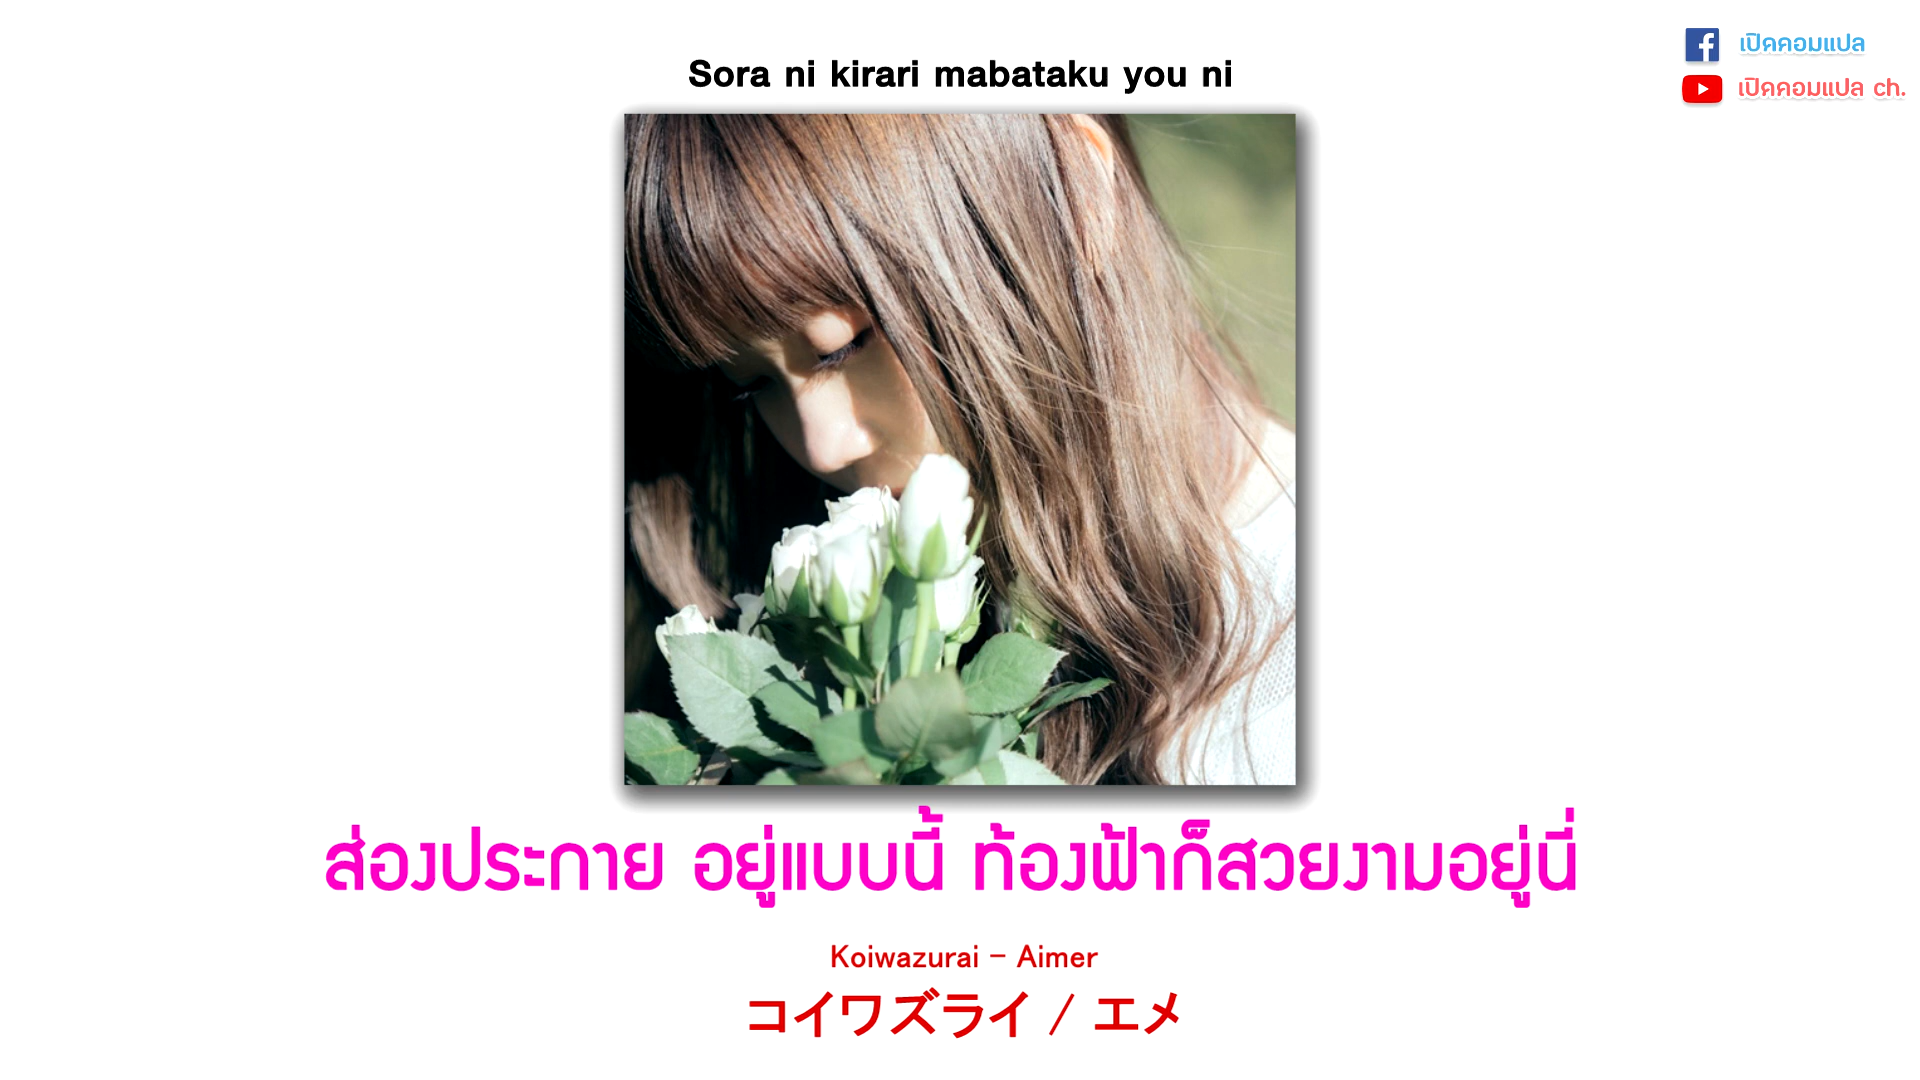 Sora ni kirari mabataku you ni
เปิดคอมแปล
เปิดคอมแปล ch.
ส่องประกาย อยู่แบบนี้ ท้องฟ้าก็สวยงามอยู่นี่
Koiwazurai - Aimer
コイワズライ / エメ